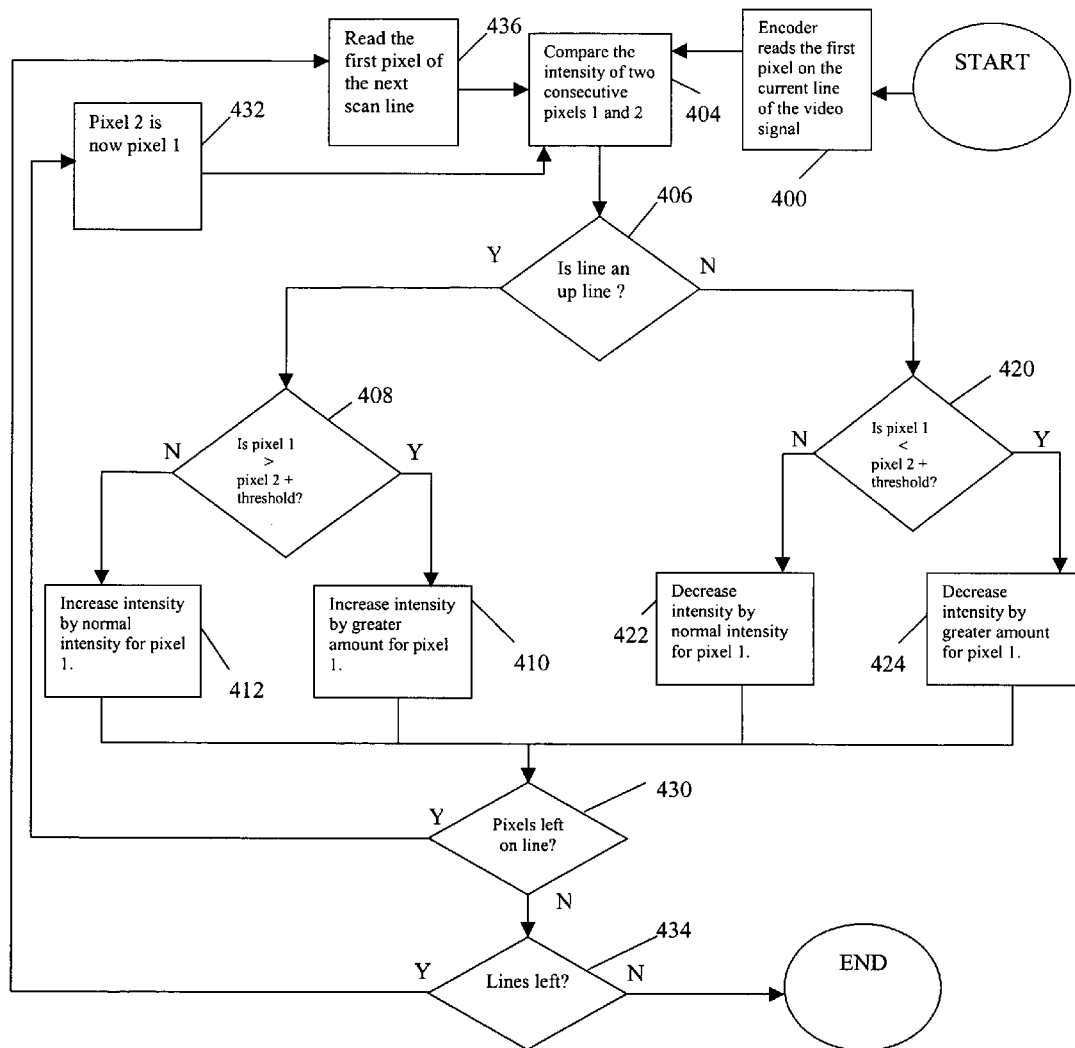 Read the
first pixel of
the next
scan line
436
Compare the
intensity of two
consecutive
pixels 1 and 2
404
Encoder
reads the first
pixel on the
current line
of the video
signal
400
START
Pixel 2 is
now pixel 1
432
406
Y
Is line an
up line ?
N
408
N
Is pixel 1
>
pixel 2 +
threshold?
Y
420
N
Is pixel 1
<
pixel 2 +
threshold?
Y
Increase intensity
by normal
intensity for pixel
1.
412
Increase intensity
by greater
amount for pixel
1.
410
Decrease
intensity by
normal intensity
for pixel 1.
422
Decrease
intensity by
greater amount
for pixel 1.
424
430
Y
Pixels left
on line?
N
434
Y
Lines left?
N
END